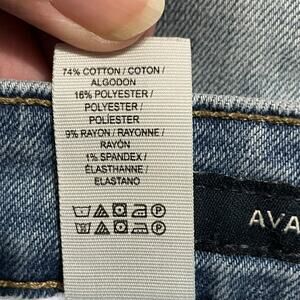 74% COTTON / COTON /
ALGODON
16% POLYESTER /
POLYESTER /
POLIÉSTER
9% RAYON / RAYONNE /
RAYÓN
1% SPANDEX /
ÉLASTHANNE /
ELASTANO
AVA